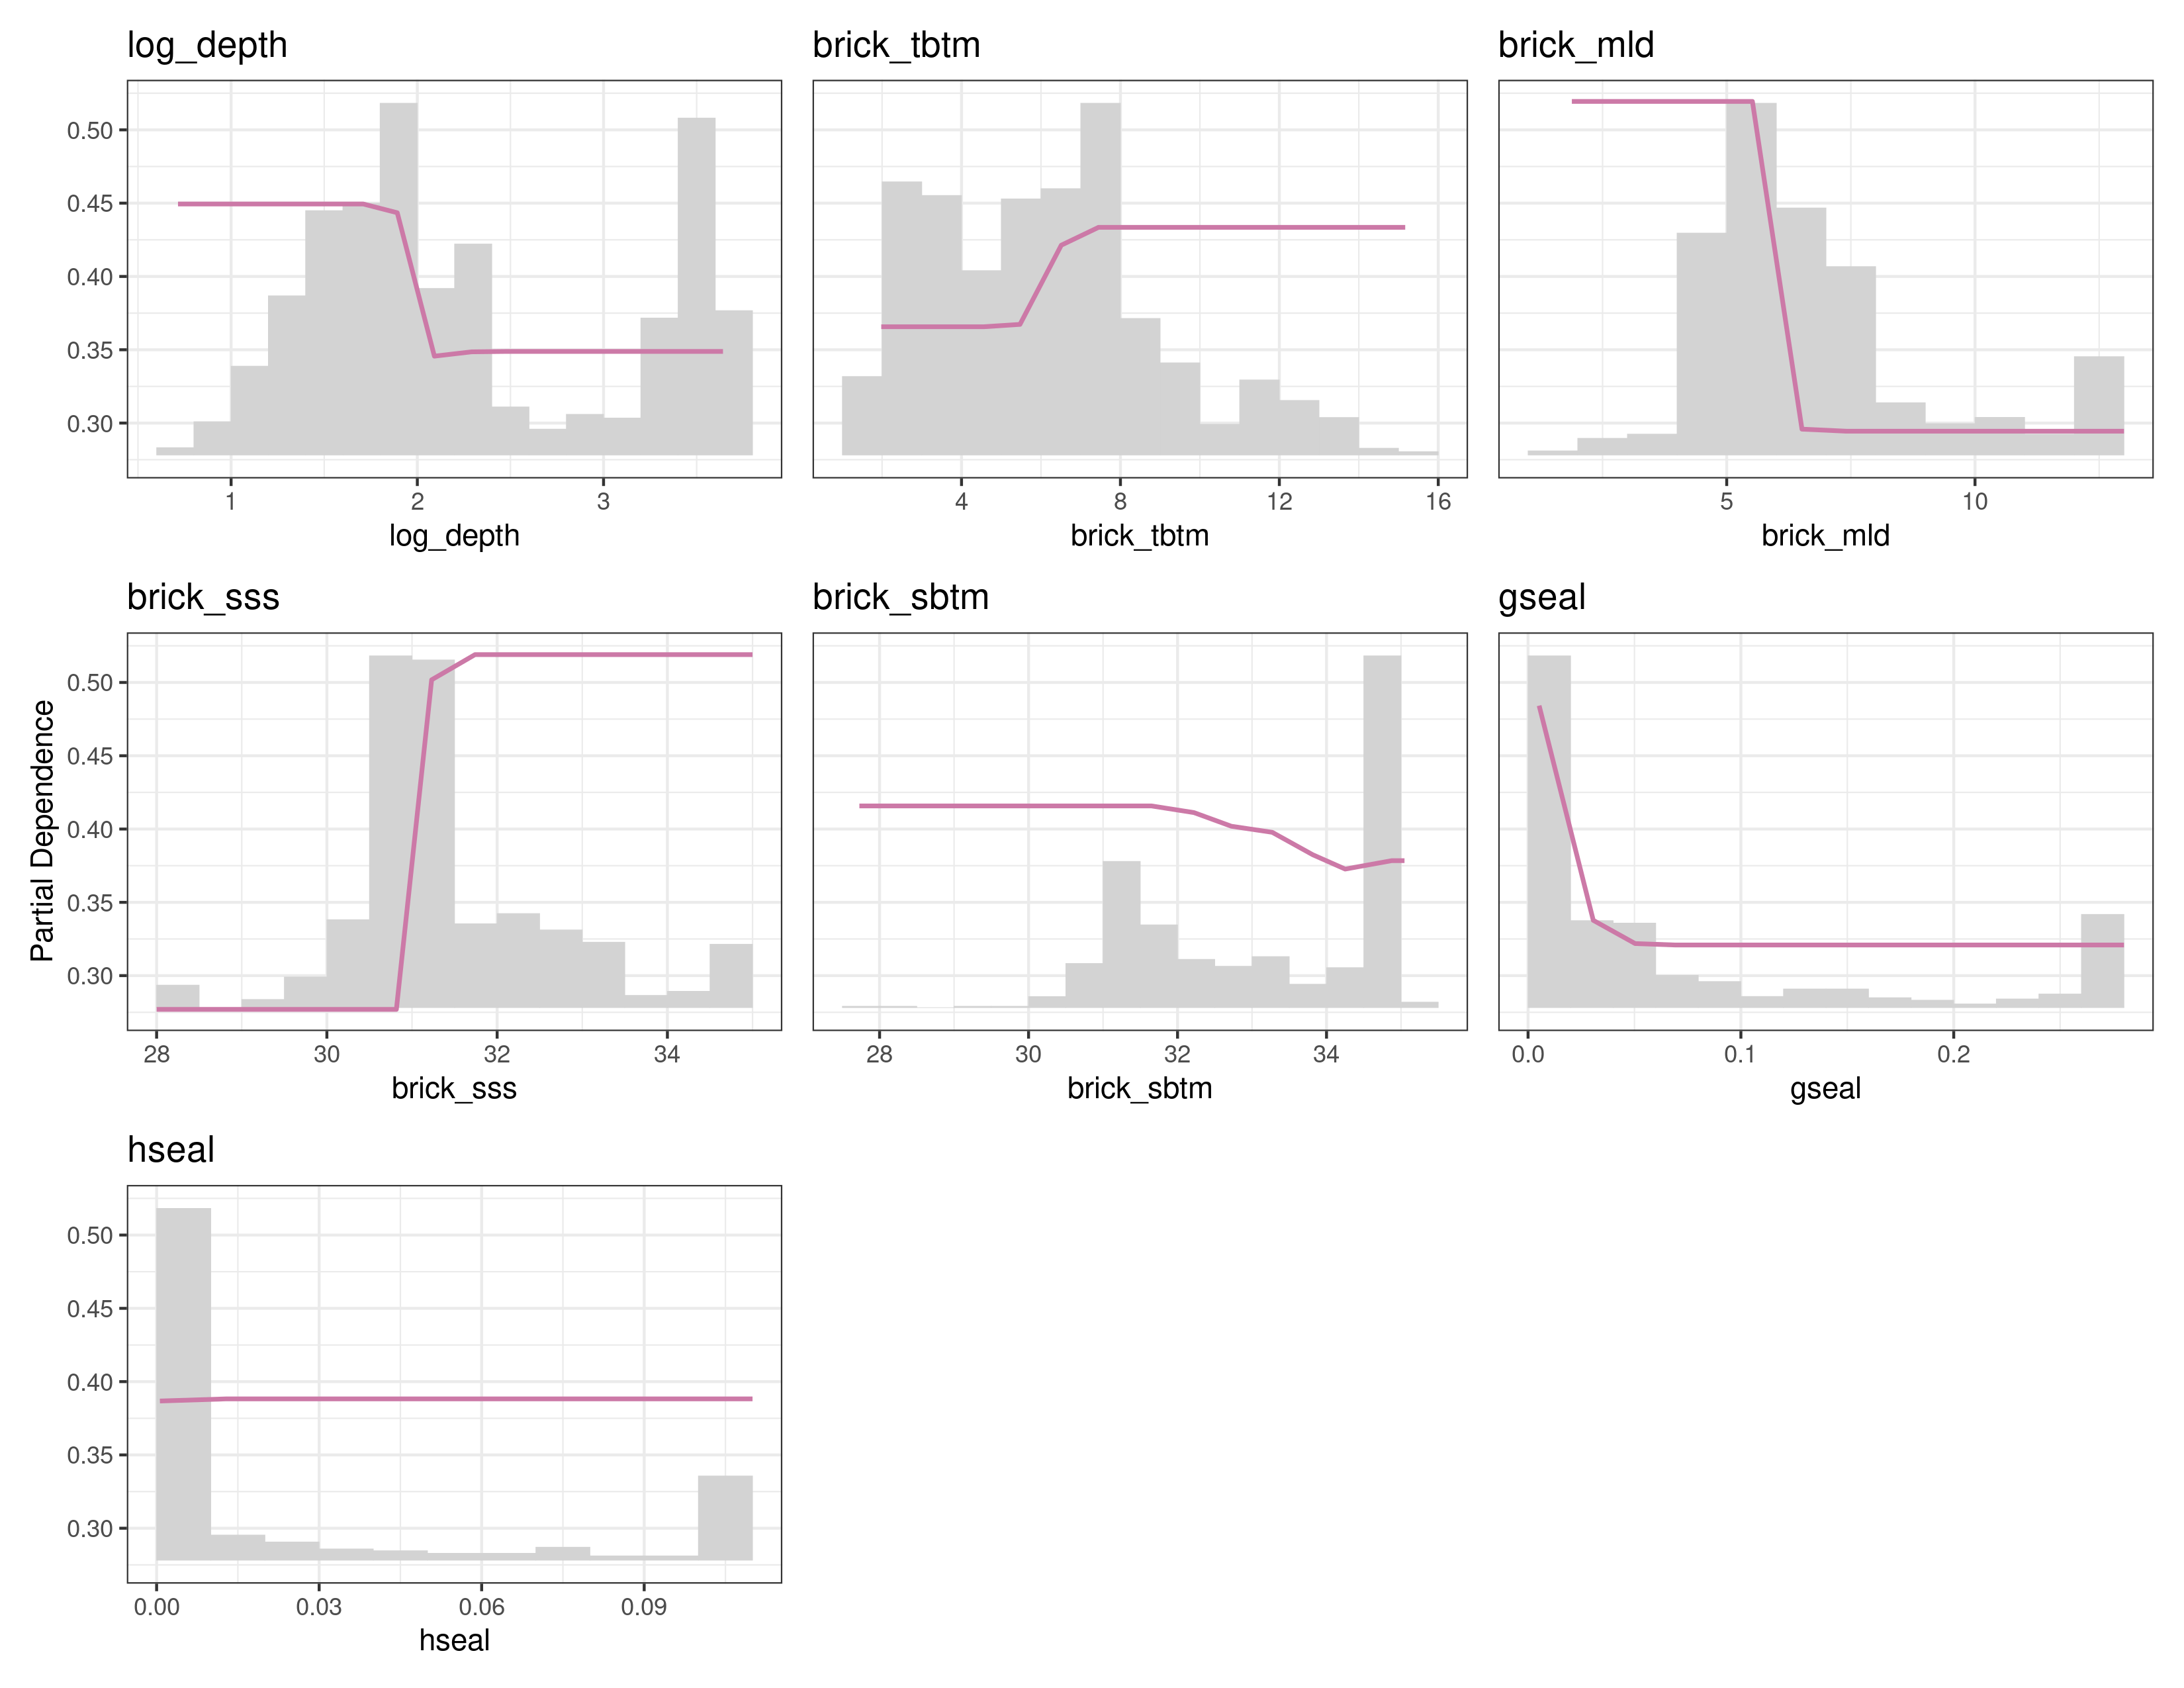 log_depth
brick_tbtm
brick_mld
0.50
0.45
0.40
0.35
0.30
1 2 3
4 8 12 16
5 10
log_depth
brick_tbtm
brick_mld
brick_sss
brick_sbtm
gseal
Partial Dependence
0.50
0.45
0.40
0.35
0.30
28 30 32 34
28 30 32 34
0.0 0.1 0.2
brick_sss
brick_sbtm
gseal
hseal
0.50
0.45
0.40
0.35
0.30
0.00 0.03 0.06 0.09
hseal